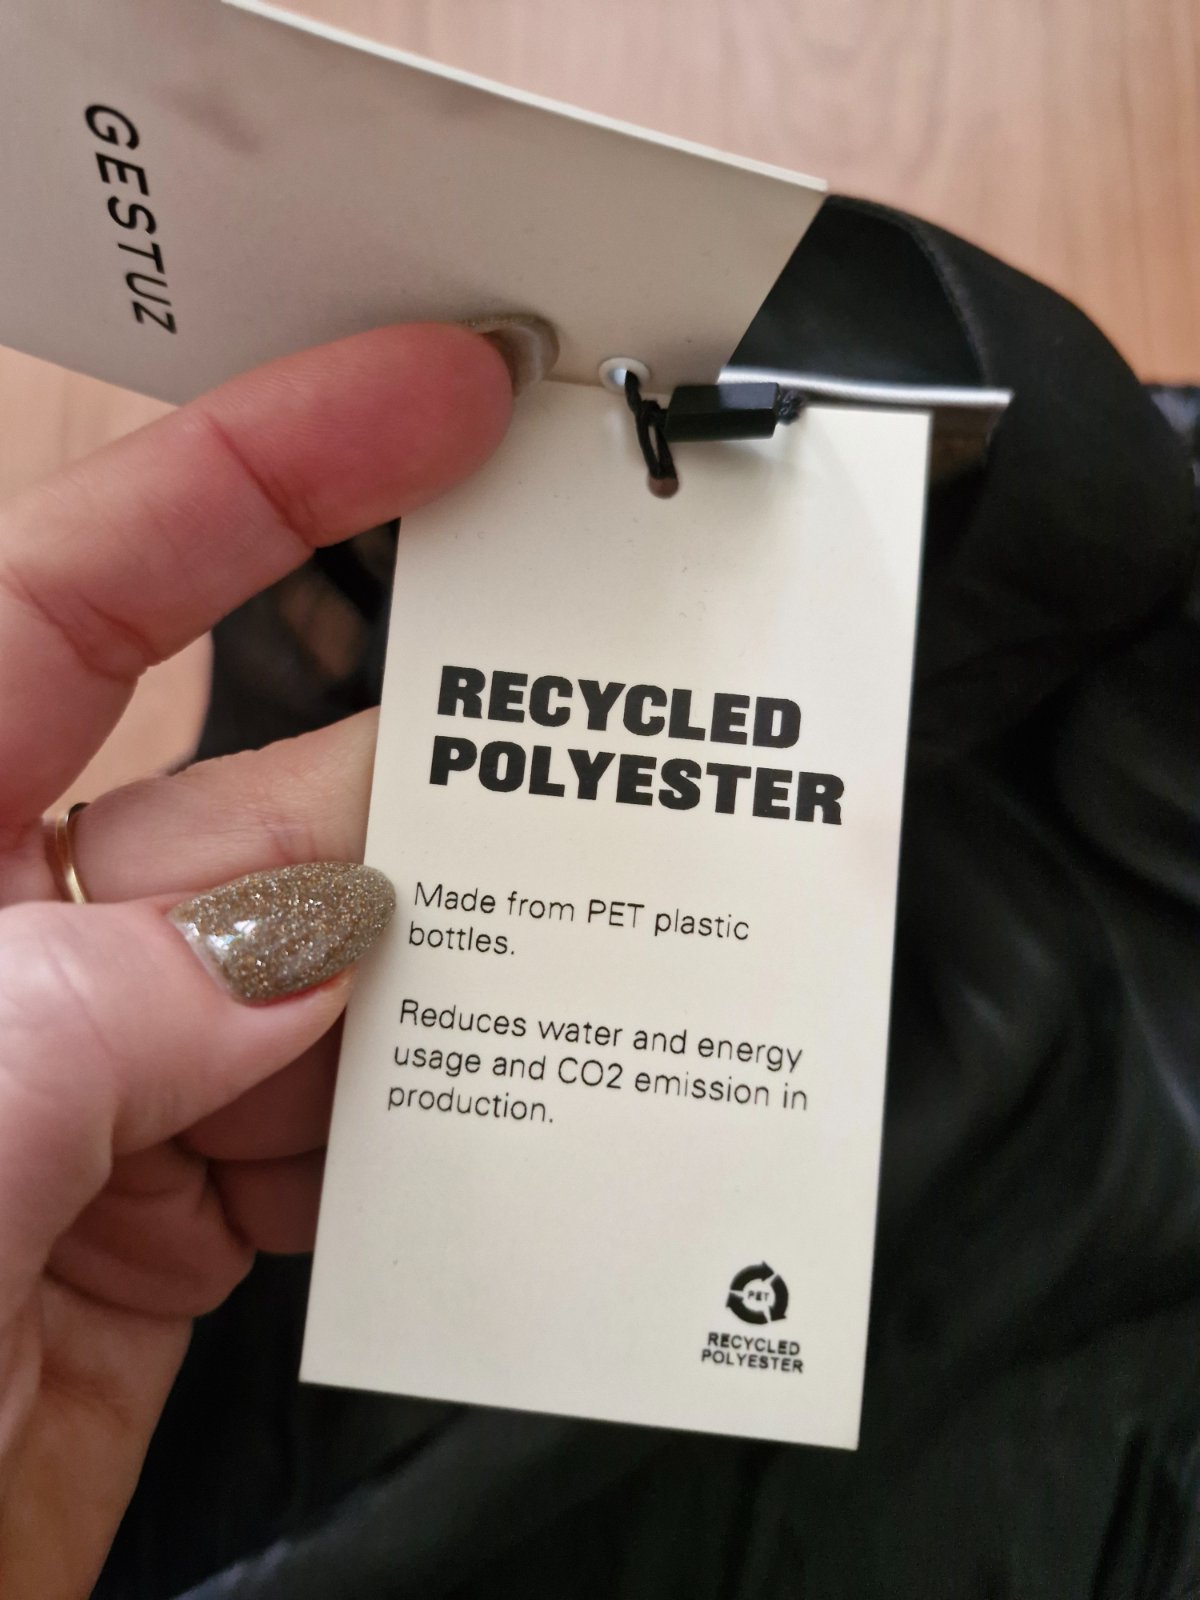 GESTUZ
RECYCLED
POLYESTER
Made from PET plastic
bottles.
Reduces water and energy
usage and CO2 emission in
production.
PET
RECYCLED
POLYESTER